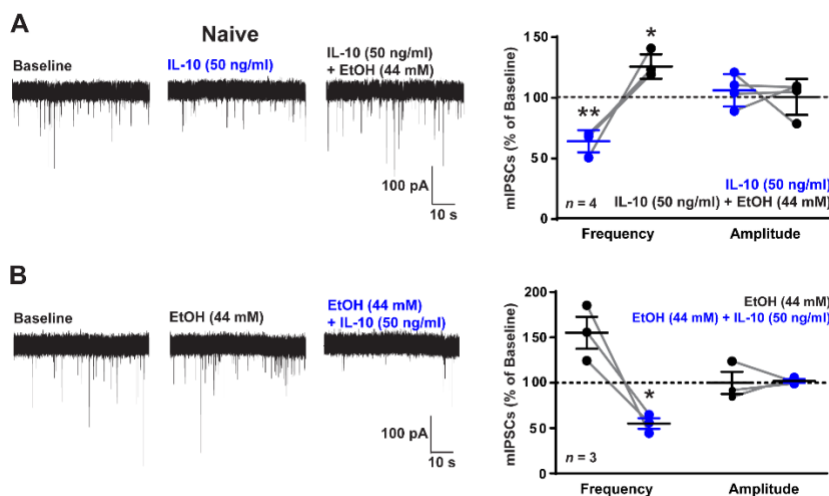 A
Naive
Baseline
IL-10 (50 ng/ml)
IL-10 (50 ng/ml)
+ EtOH (44 mM)
100 pA
10 s
mIPSCs (% of Baseline)
150
100
50
0
**
*
IL-10 (50 ng/ml)
n = 4 IL-10 (50 ng/ml) + EtOH (44 mM)
Frequency Amplitude
B
Baseline
EtOH (44 mM)
EtOH (44 mM)
+ IL-10 (50 ng/ml)
100 pA
10 s
mIPSCs (% of Baseline)
200
150
100
50
0
EtOH (44 mM)
EtOH (44 mM) + IL-10 (50 ng/ml)
*
n = 3
Frequency Amplitude